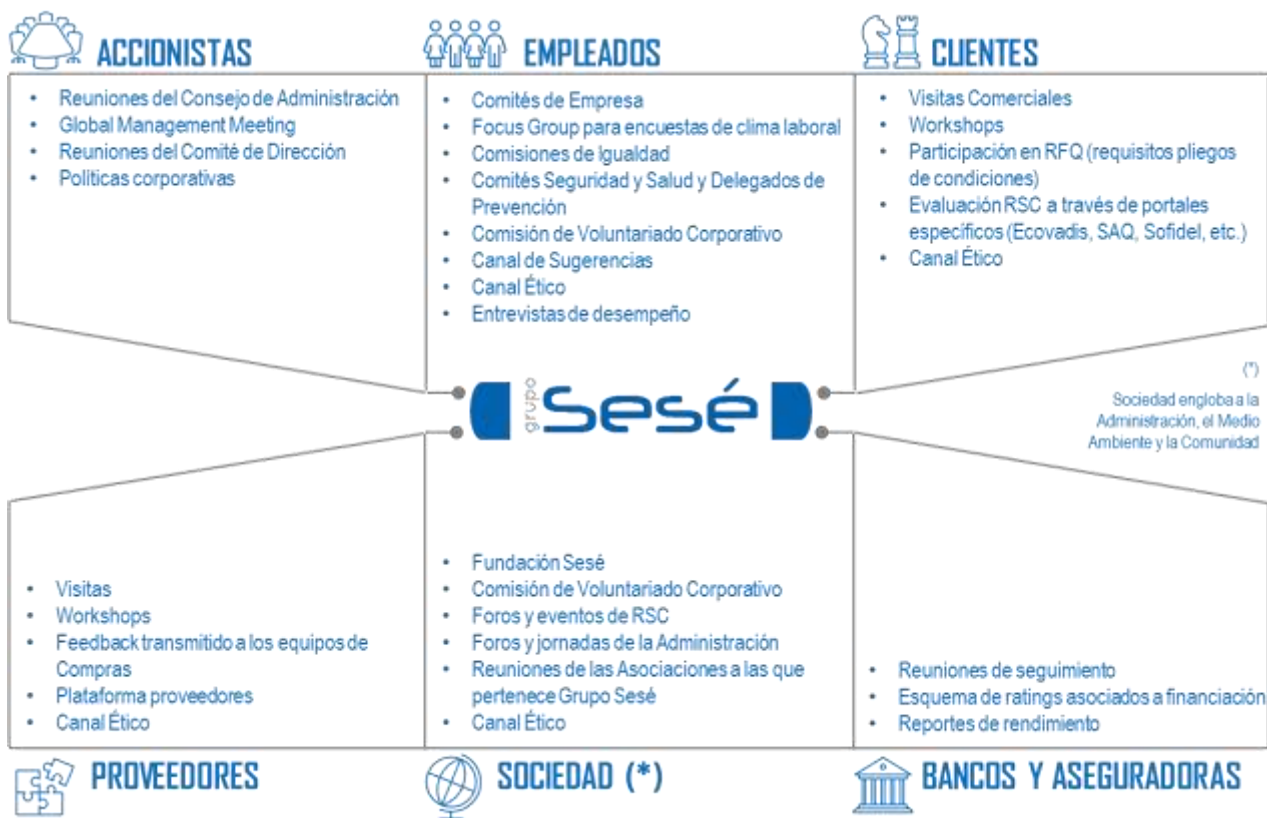 ACCIONISTAS
• Reuniones del Consejo de Administración
• Global Management Meeting
• Reuniones del Comité de Dirección
• Políticas corporativas
EMPLEADOS
• Comités de Empresa
• Focus Group para encuestas de clima laboral
• Comisiones de Igualdad
• Comités Seguridad y Salud y Delegados de
Prevención
• Comisión de Voluntariado Corporativo
• Canal de Sugerencias
• Canal Ético
• Entrevistas de desempeño
CLIENTES
• Visitas Comerciales
• Workshops
• Participación en RFQ (requisitos pliegos
de condiciones)
• Evaluación RSC a través de portales
específicos (Ecovadis, SAQ, Sofidel, etc.)
• Canal Ético
grupo
Sesé
(*)
Sociedad engloba a la
Administración, el Medio
Ambiente y la Comunidad
• Visitas
• Workshops
• Feedback transmitido a los equipos de
Compras
• Plataforma proveedores
• Canal Ético
PROVEEDORES
• Fundación Sesé
• Comisión de Voluntariado Corporativo
• Foros y eventos de RSC
• Foros y jornadas de la Administración
• Reuniones de las Asociaciones a las que
pertenece Grupo Sesé
• Canal Ético
SOCIEDAD (*)
• Reuniones de seguimiento
• Esquema de ratings asociados a financiación
• Reportes de rendimiento
BANCOS Y ASEGURADORAS